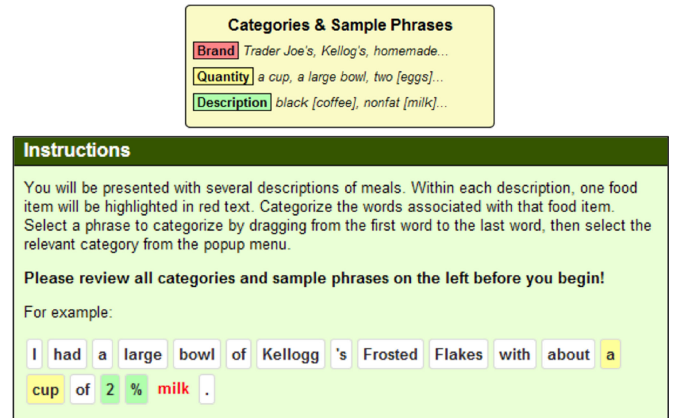 Categories & Sample Phrases
Brand Trader Joe's, Kellog's, homemade...
Quantity a cup, a large bowl, two [eggs]...
Description black [coffee], nonfat [milk]...
Instructions
You will be presented with several descriptions of meals. Within each description, one food
item will be highlighted in red text. Categorize the words associated with that food item.
Select a phrase to categorize by dragging from the first word to the last word, then select the
relevant category from the popup menu.
Please review all categories and sample phrases on the left before you begin!
For example:
I had a large bowl of Kellogg 's Frosted Flakes with about a
cup of 2 % milk .